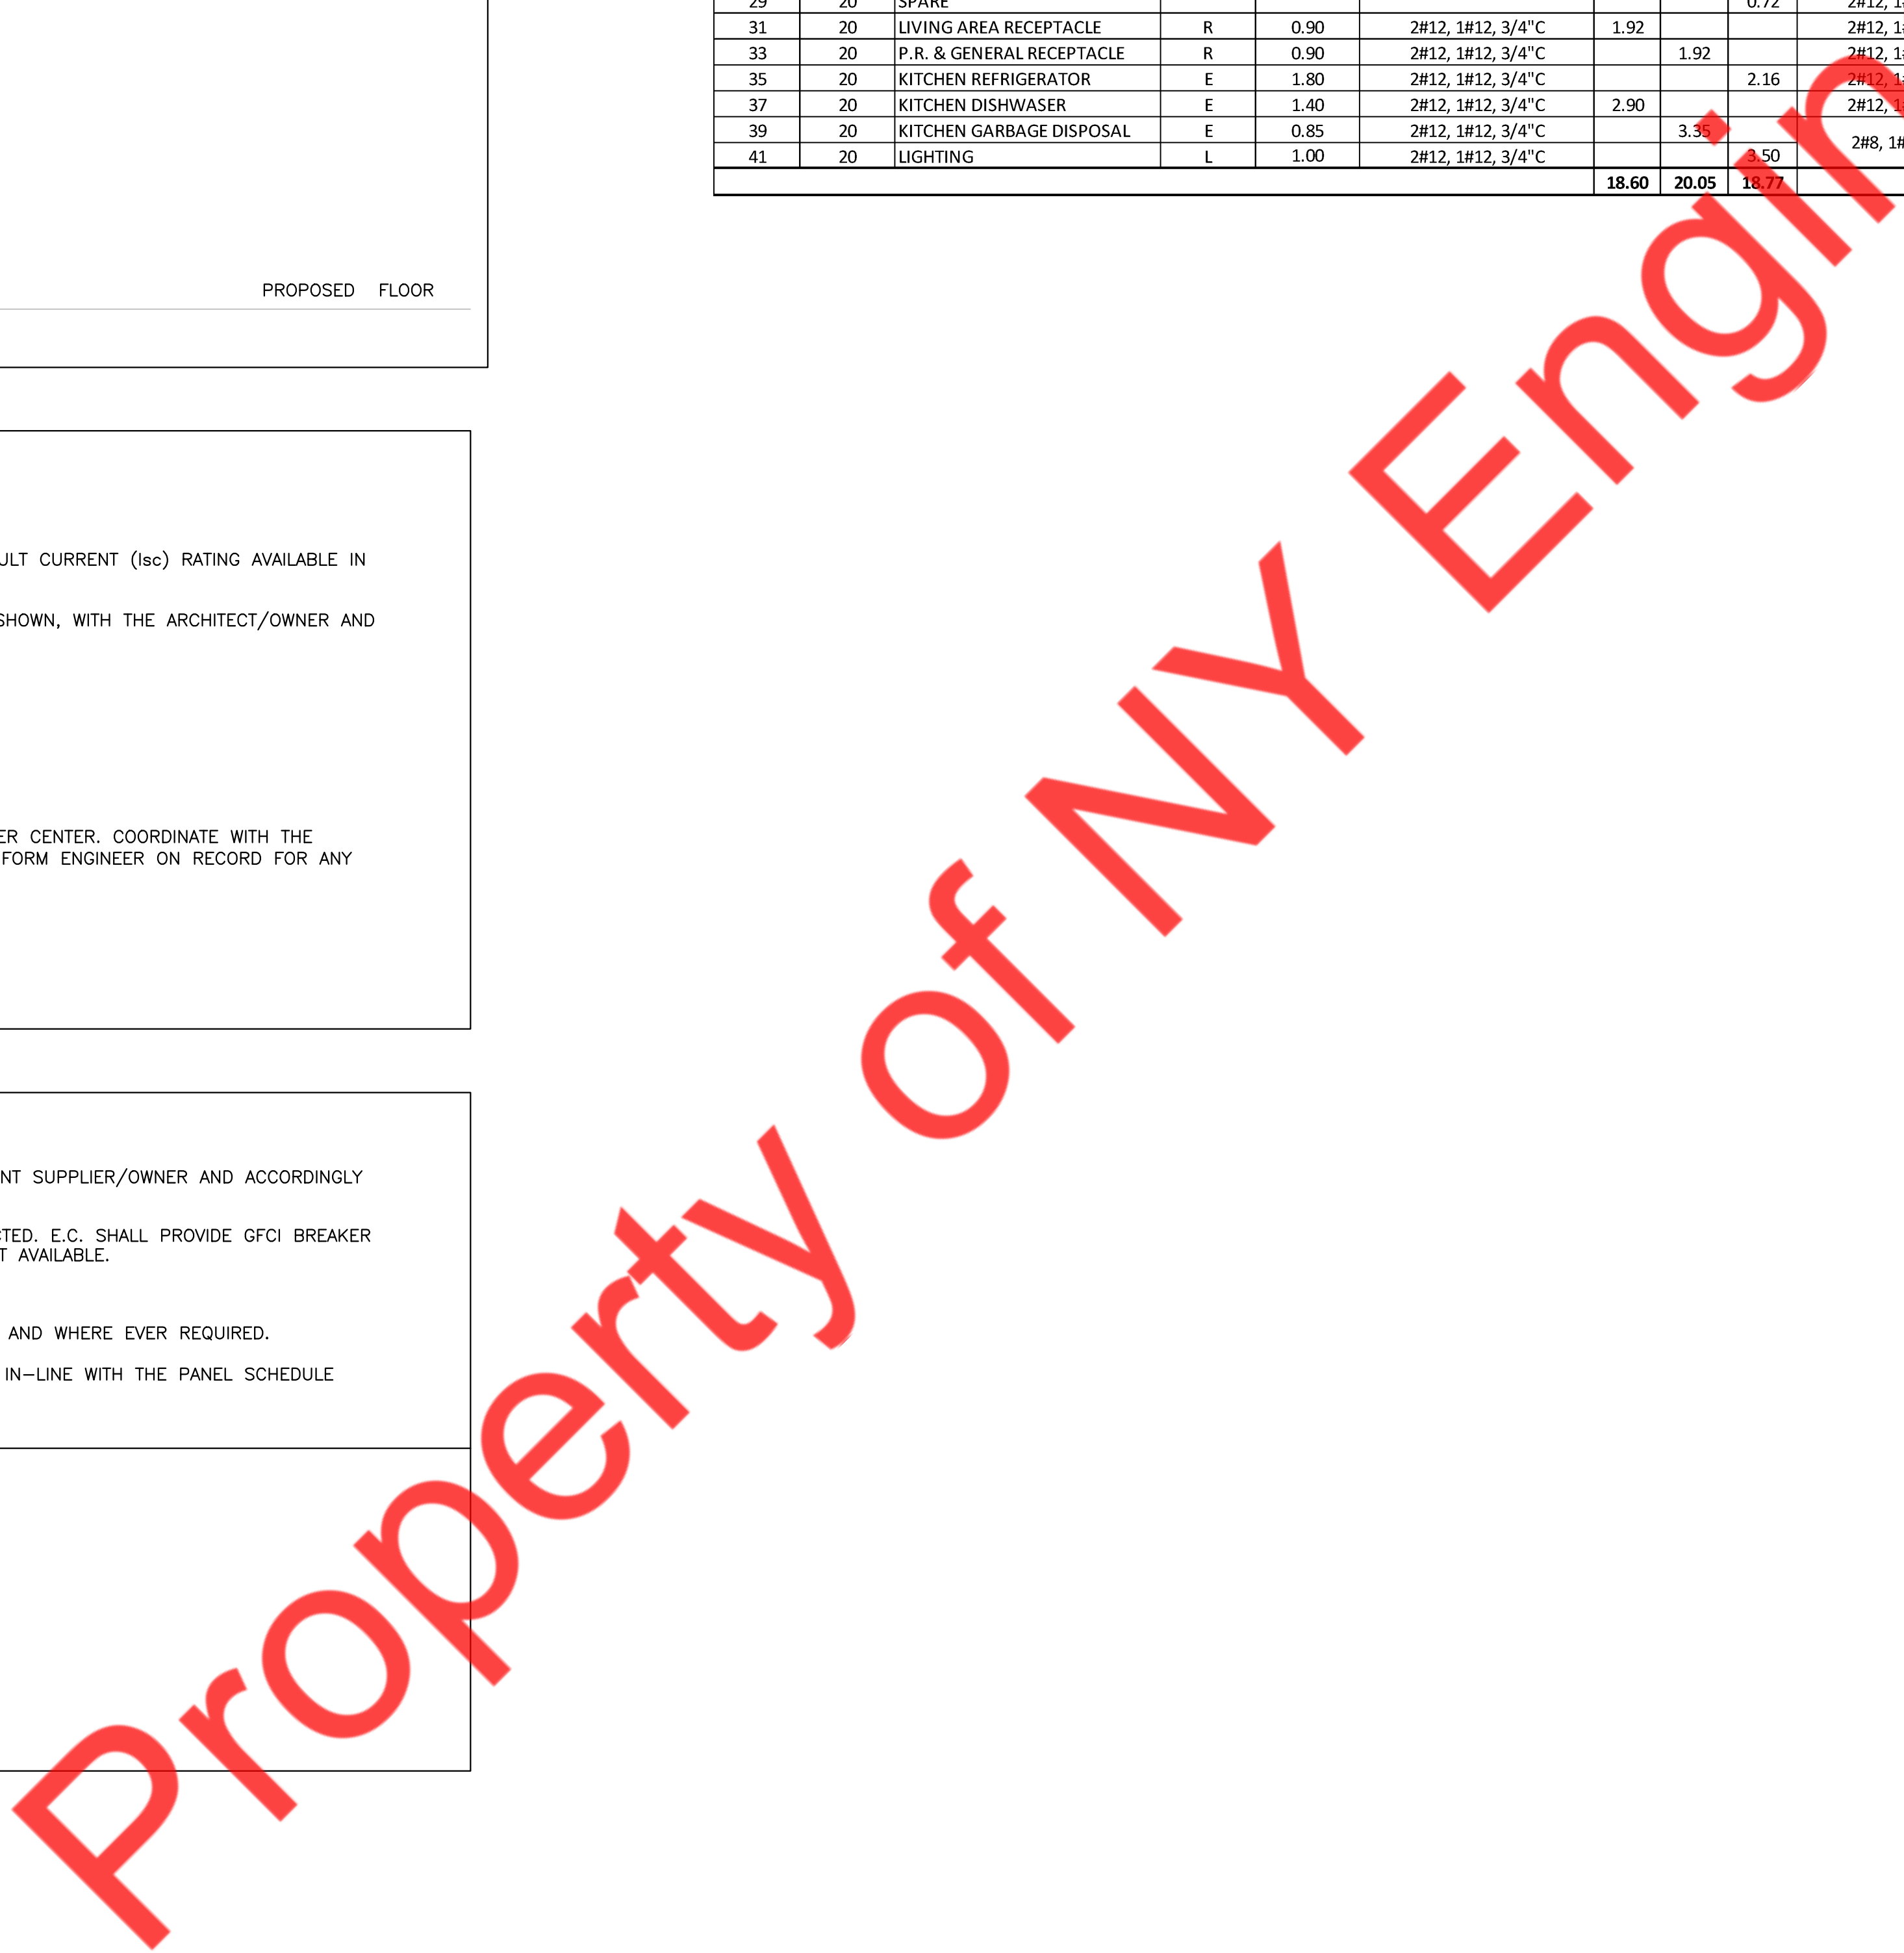 29 20 SPARE 0.72 2#12,
31 20 LIVING AREA RECEPTACLE R 0.90 2#12, 1#12, 3/4"C 1.92 2#12,
33 20 P.R. & GENERAL RECEPTACLE R 0.90 2#12, 1#12, 3/4"C 1.92 2#12,
35 20 KITCHEN REFRIGERATOR E 1.80 2#12, 1#12, 3/4"C 2.16 2#12,
37 20 KITCHEN DISHWASER E 1.40 2#12, 1#12, 3/4"C 2.90 2#12,
39 20 KITCHEN GARBAGE DISPOSAL E 0.85 2#12, 1#12, 3/4"C 3.35
2#8, 1#
41 20 LIGHTING L 1.00 2#12, 1#12, 3/4"C 3.50
18.60 20.05 18.77
PROPOSED FLOOR
ULT CURRENT (Isc) RATING AVAILABLE IN
SHOWN, WITH THE ARCHITECT/OWNER AND
ER CENTER. COORDINATE WITH THE
FORM ENGINEER ON RECORD FOR ANY
NT SUPPLIER/OWNER AND ACCORDINGLY
CTED. E.C. SHALL PROVIDE GFCI BREAKER
T AVAILABLE.
AND WHERE EVER REQUIRED.
IN-LINE WITH THE PANEL SCHEDULE
Property of NY Engin